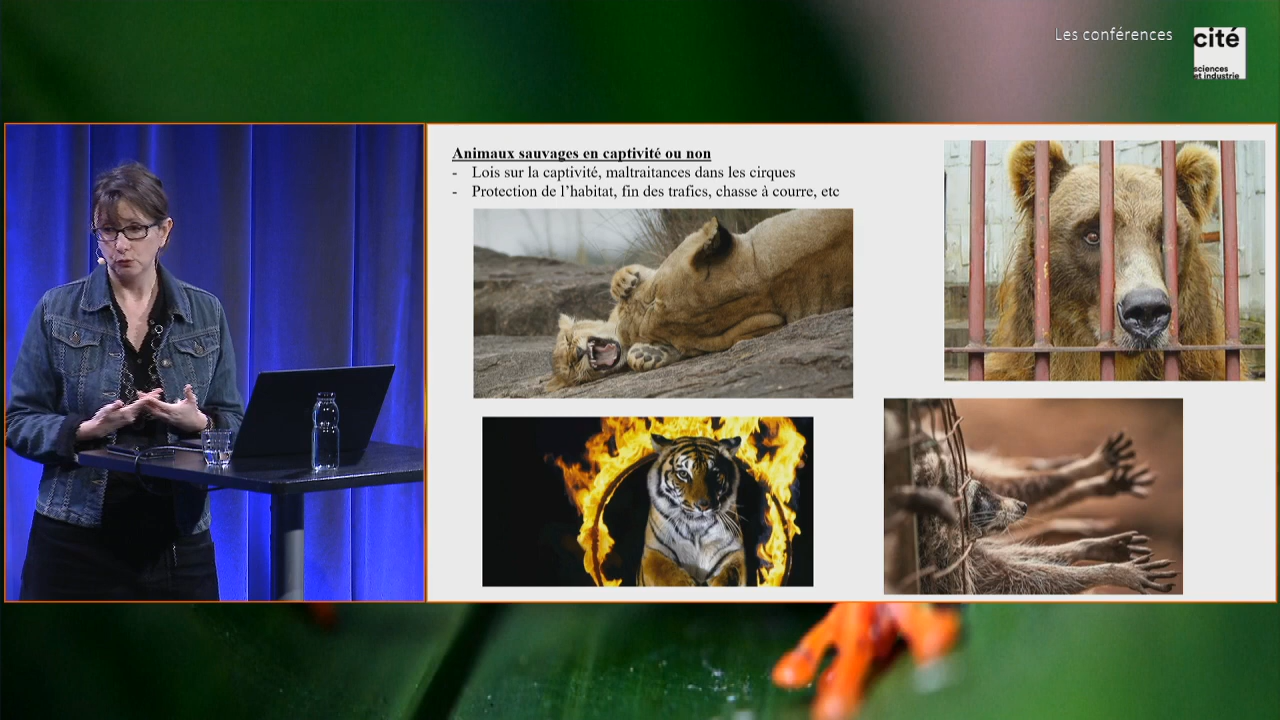 Les conférences
cité
sciences
et industrie
Animaux sauvages en captivité ou non
- Lois sur la captivité, maltraitances dans les cirques
- Protection de l'habitat, fin des trafics, chasse à courre, etc